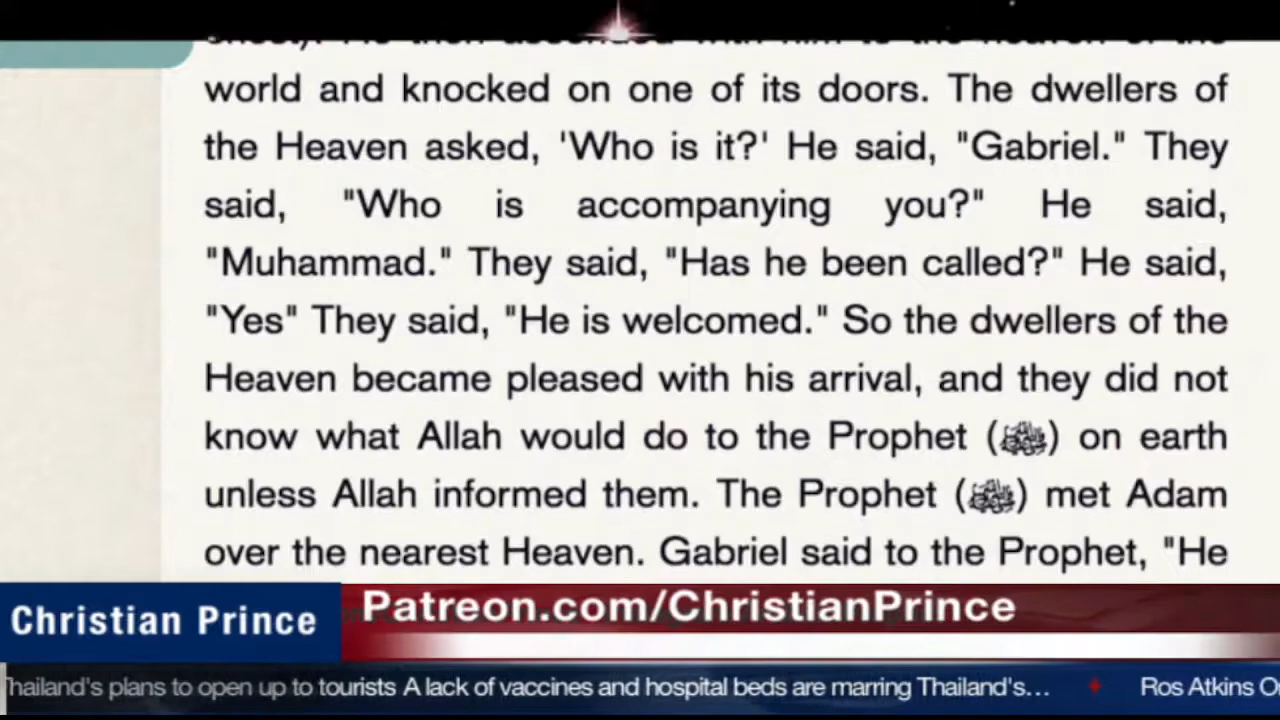 world and knocked on one of its doors. The dwellers of
the Heaven asked, 'Who is it?' He said, "Gabriel." They
said, "Who is accompanying you?" He said,
"Muhammad." They said, "Has he been called?" He said,
"Yes" They said, "He is welcomed." So the dwellers of the
Heaven became pleased with his arrival, and they did not
know what Allah would do to the Prophet (ﷺ) on earth
unless Allah informed them. The Prophet (ﷺ) met Adam
over the nearest Heaven. Gabriel said to the Prophet, "He
Christian Prince
Patreon.com/ChristianPrince
Thailand's plans to open up to tourists A lack of vaccines and hospital beds are marring Thailand's... Ros Atkins